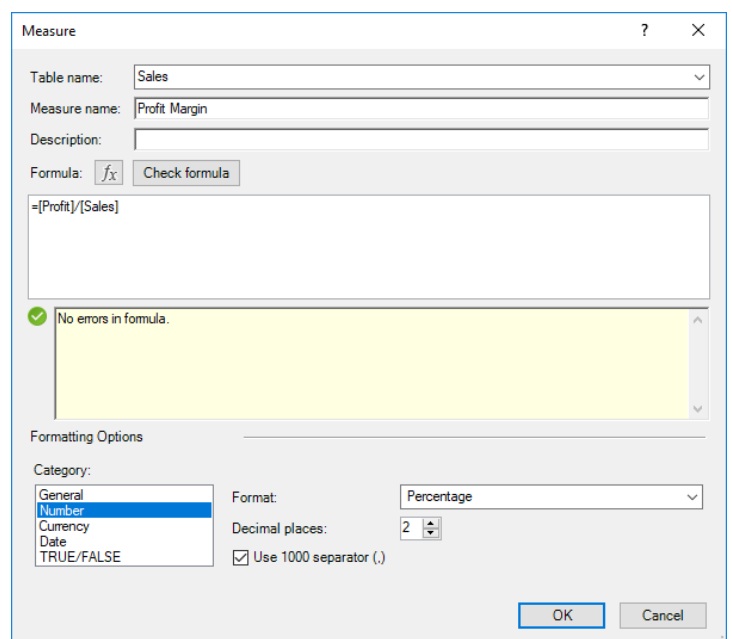 Measure ?
Table name: Sales
Measure name: Profit Margin
Description:
Formula: fx Check formula
=[Profit]/[Sales]
No errors in formula.
Formatting Options
Category:
General
Format: Percentage
Number
Currency
Decimal places: 2
Date
TRUE/FALSE
Use 1000 separator (,)
OK Cancel